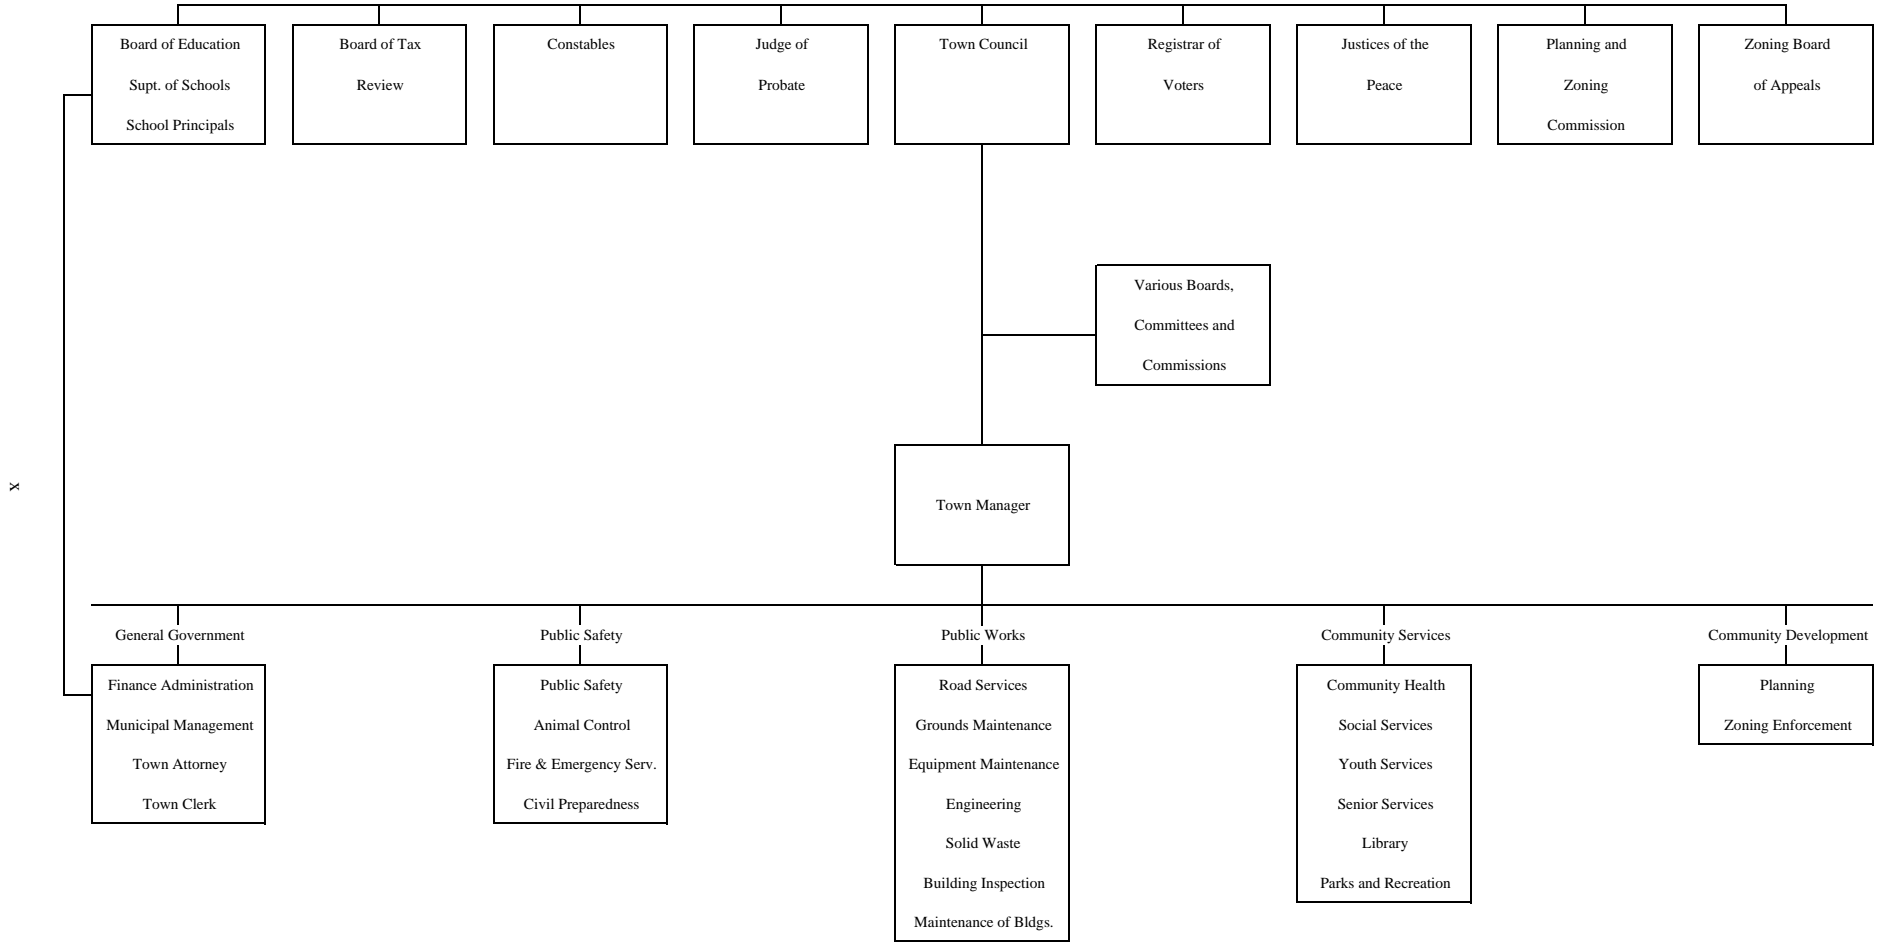 Board of Education
Supt. of Schools
School Principals
Board of Tax
Review
Constables
Judge of
Probate
Town Council
Registrar of
Voters
Justices of the
Peace
Planning and
Zoning
Commission
Zoning Board
of Appeals
Various Boards,
Committees and
Commissions
x
Town Manager
General Government
Finance Administration
Municipal Management
Town Attorney
Town Clerk
Public Safety
Public Safety
Animal Control
Fire & Emergency Serv.
Civil Preparedness
Public Works
Road Services
Grounds Maintenance
Equipment Maintenance
Engineering
Solid Waste
Building Inspection
Maintenance of Bldgs.
Community Services
Community Health
Social Services
Youth Services
Senior Services
Library
Parks and Recreation
Community Development
Planning
Zoning Enforcement